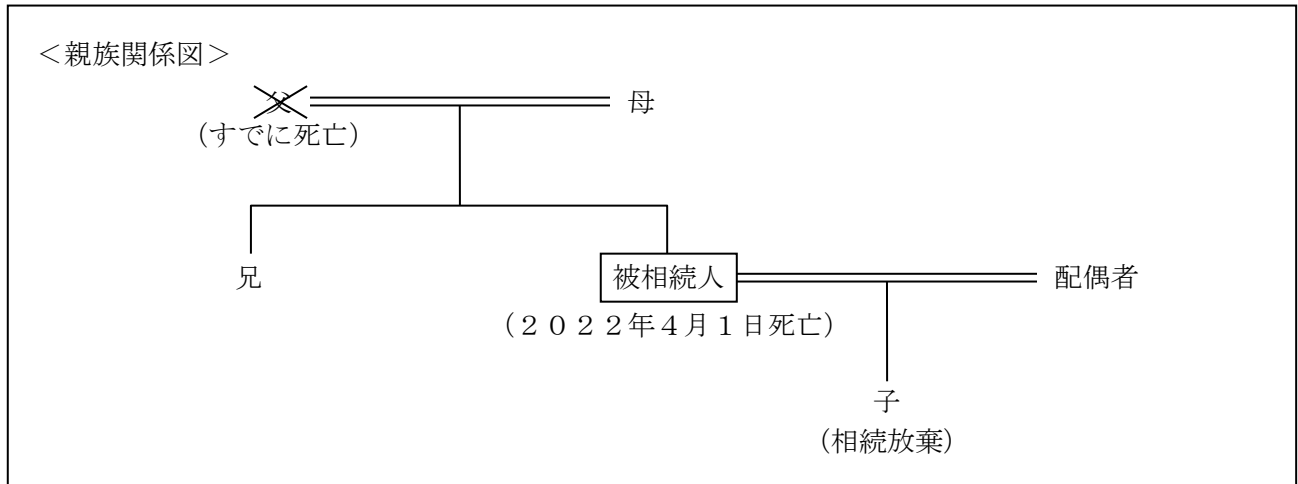 ＜親族関係図＞
父 母
（すでに死亡）
兄 被相続人 配偶者
（２０２２年４月１日死亡）
子
（相続放棄）